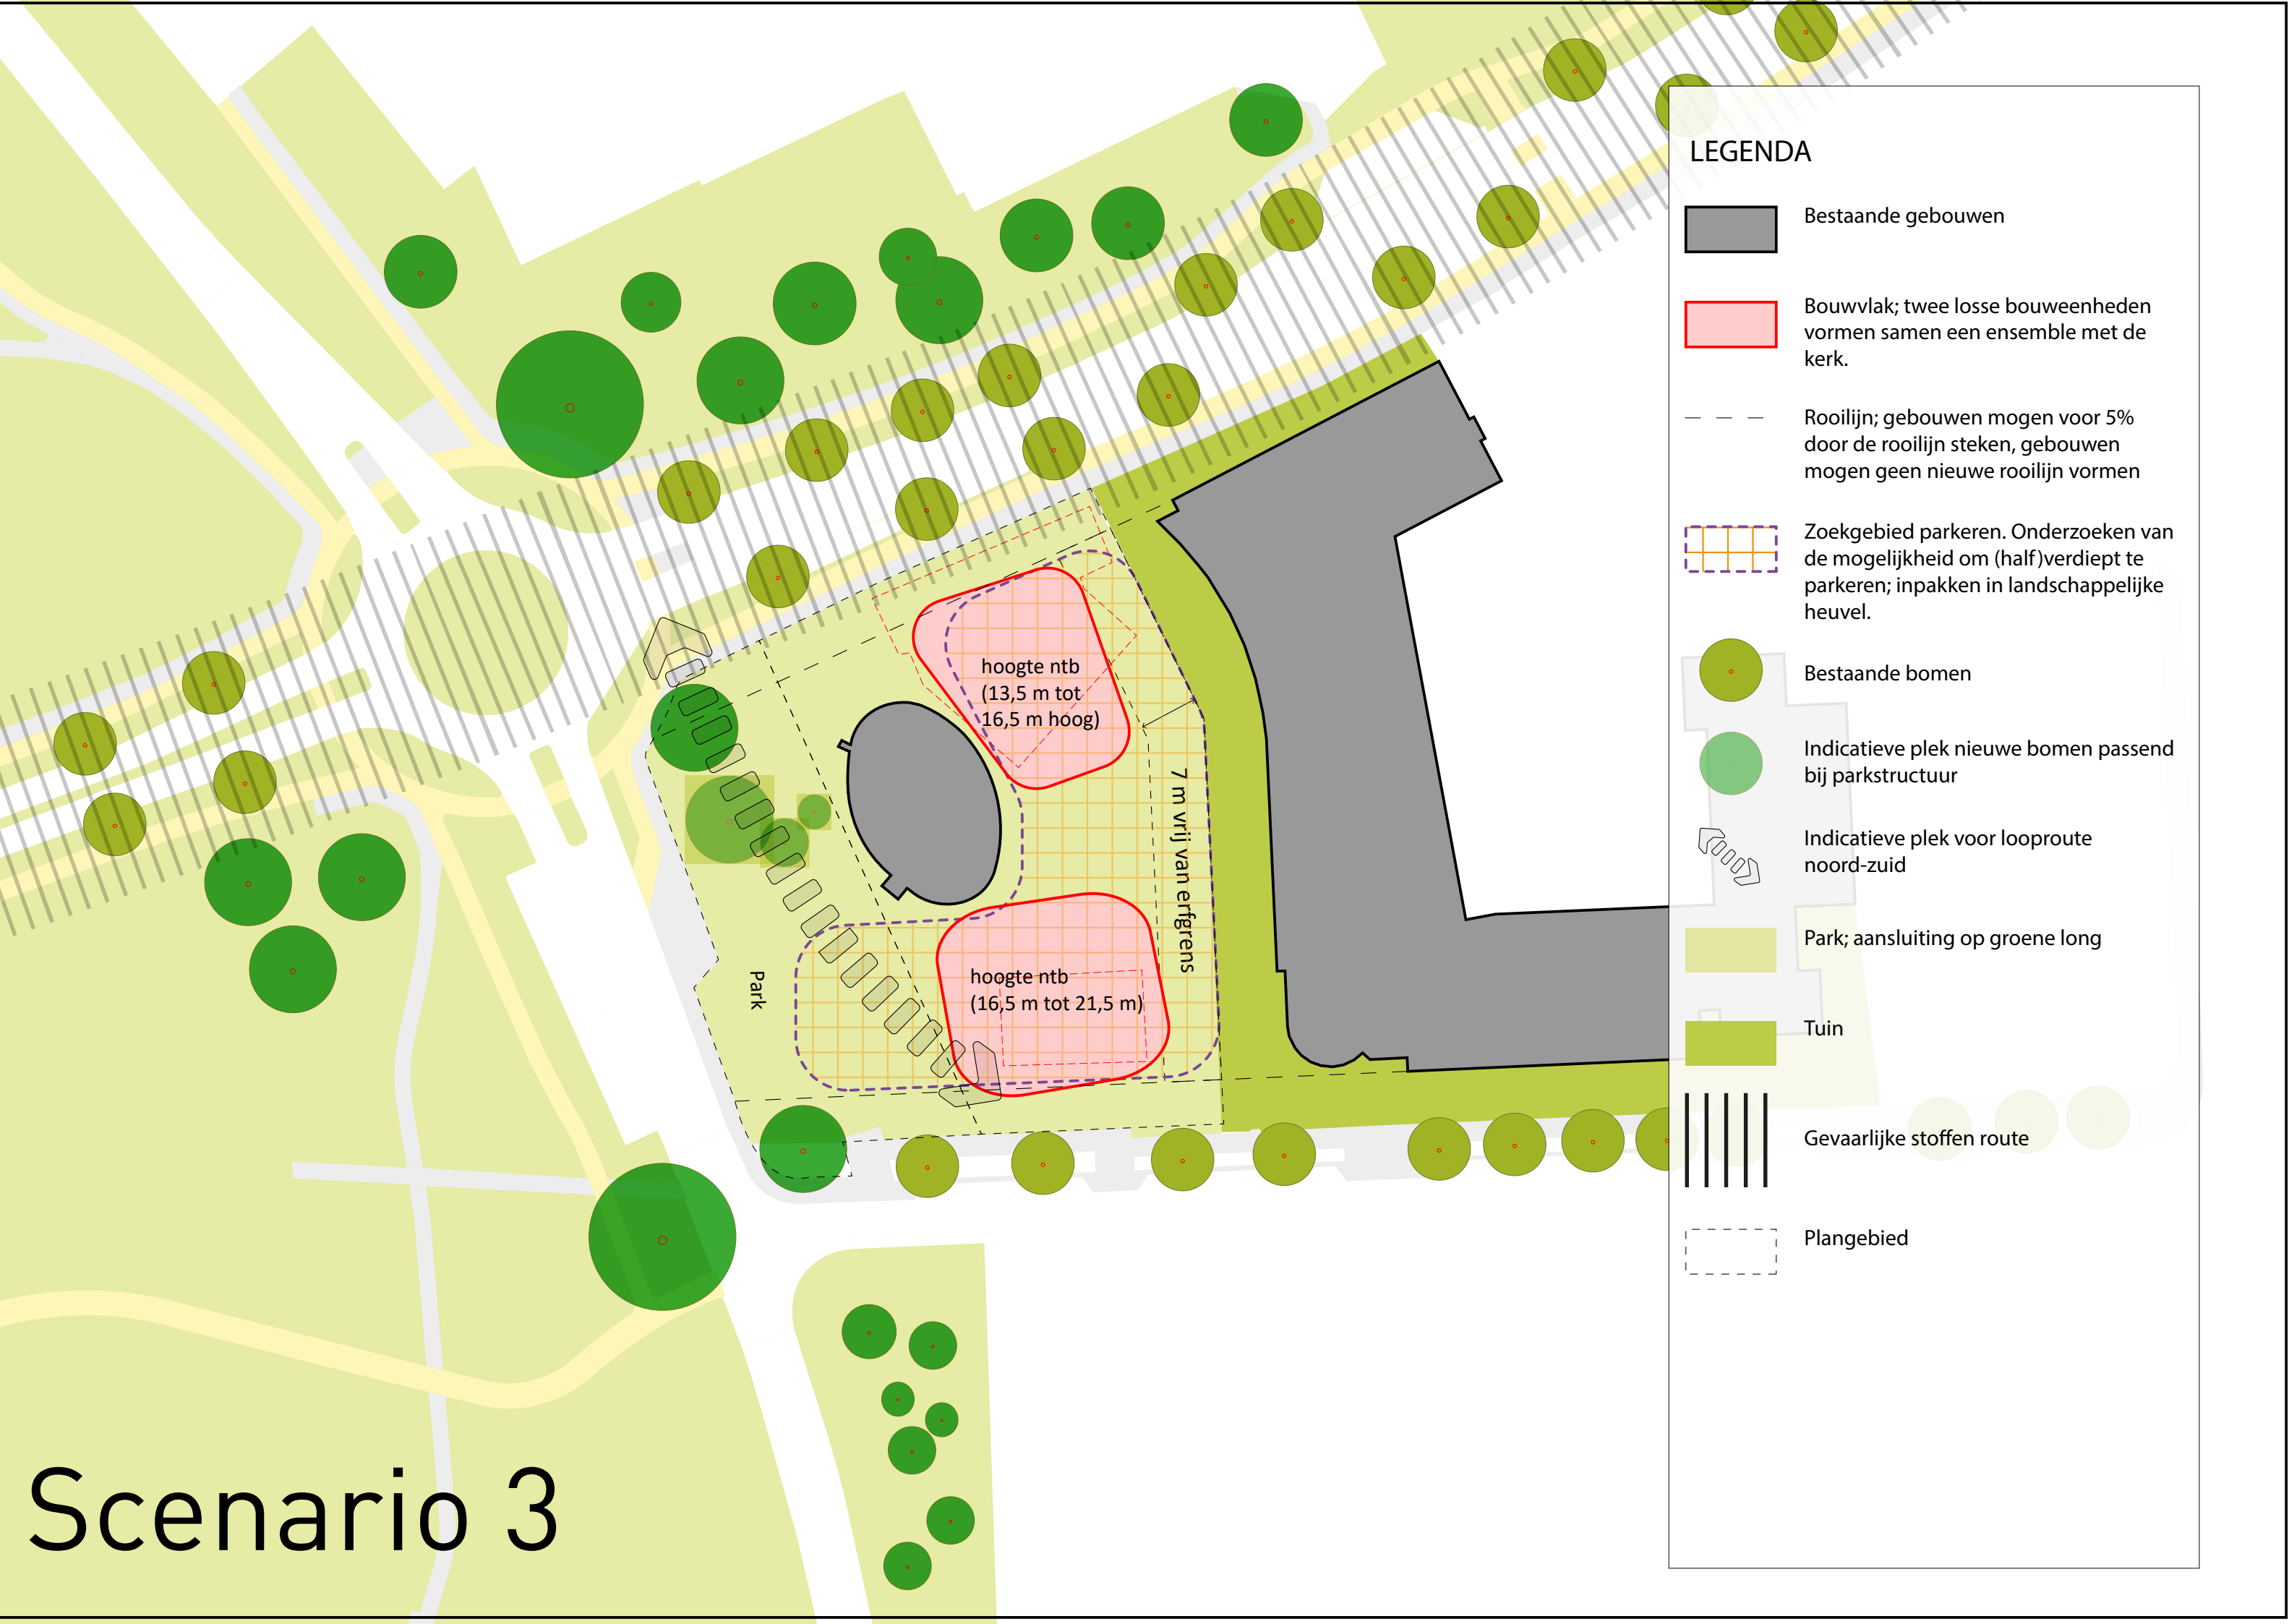 LEGENDA
Bestaande gebouwen
Bouwvlak; twee losse bouweenheden
vormen samen een ensemble met de
kerk.
Rooilijn; gebouwen mogen voor 5%
door de rooilijn steken, gebouwen
mogen geen nieuwe rooilijn vormen
Zoekgebied parkeren. Onderzoeken van
de mogelijkheid om (half)verdiept te
parkeren; inpakken in landschappelijke
heuvel.
Bestaande bomen
Indicatieve plek nieuwe bomen passend
bij parkstructuur
Indicatieve plek voor looproute
noord-zuid
Park; aansluiting op groene long
Tuin
Gevaarlijke stoffen route
Plangebied
hoogte ntb
(13,5 m tot
16,5 m hoog)
7 m vrij van erfgrens
hoogte ntb
(16,5 m tot 21,5 m)
Park
Scenario 3